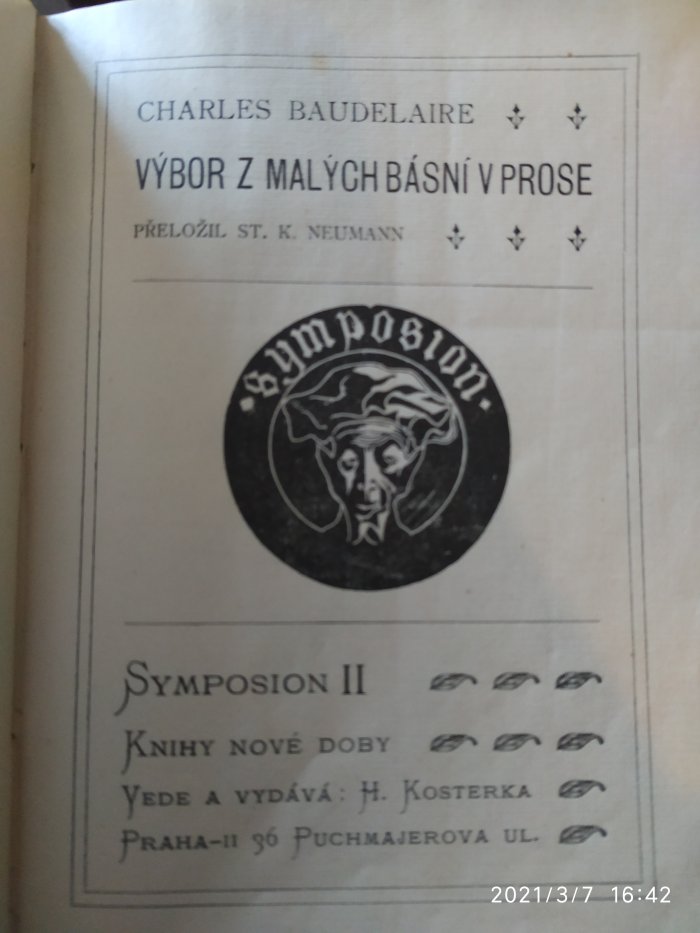 CHARLES BAUDELAIRE
VÝBOR Z MALÝCH BÁSNÍ V PROSE
PŘELOŽIL ST. K. NEUMANN
·symposion·
SYMPOSION II
KNIHY NOVÉ DOBY
VEDE A VYDÁVÁ: H. KOSTERKA
PRAHA-II 36 PUCHMAJEROVA UL.
2021/3/7 16:42